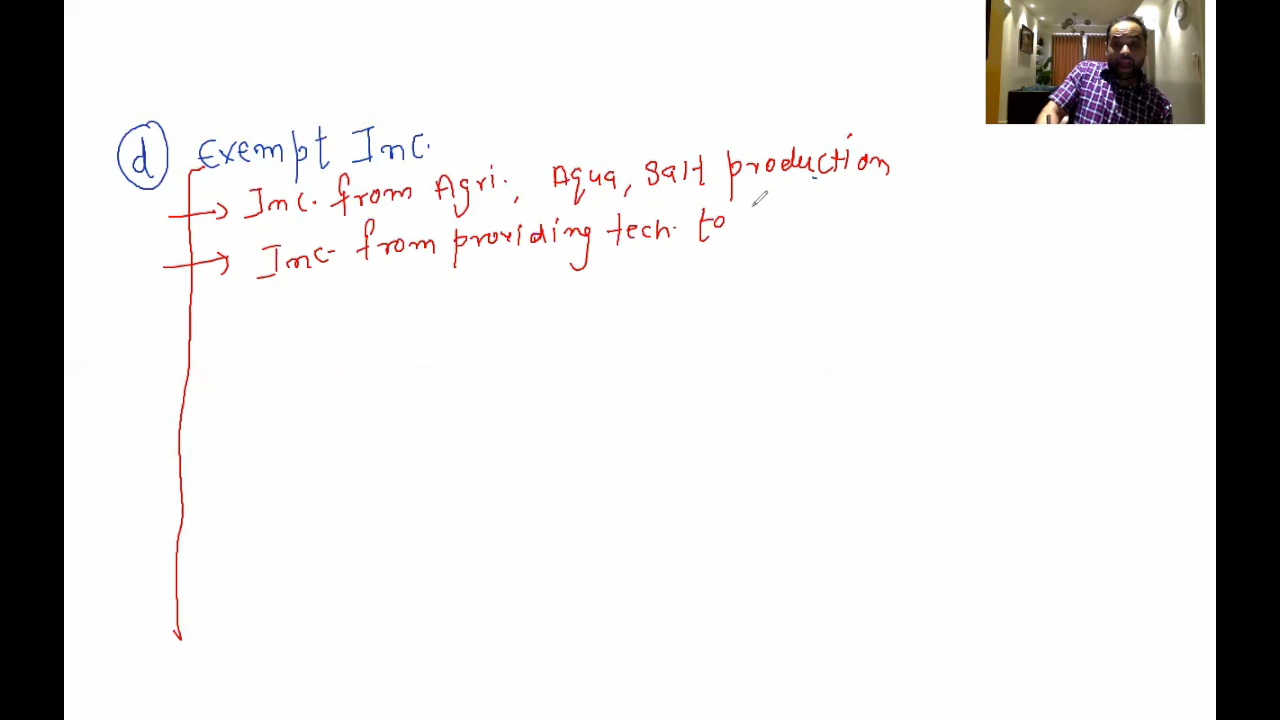 d Exempt Inc.
Inc. from Agri., Aqua, Salt production
Inc. from providing tech. to